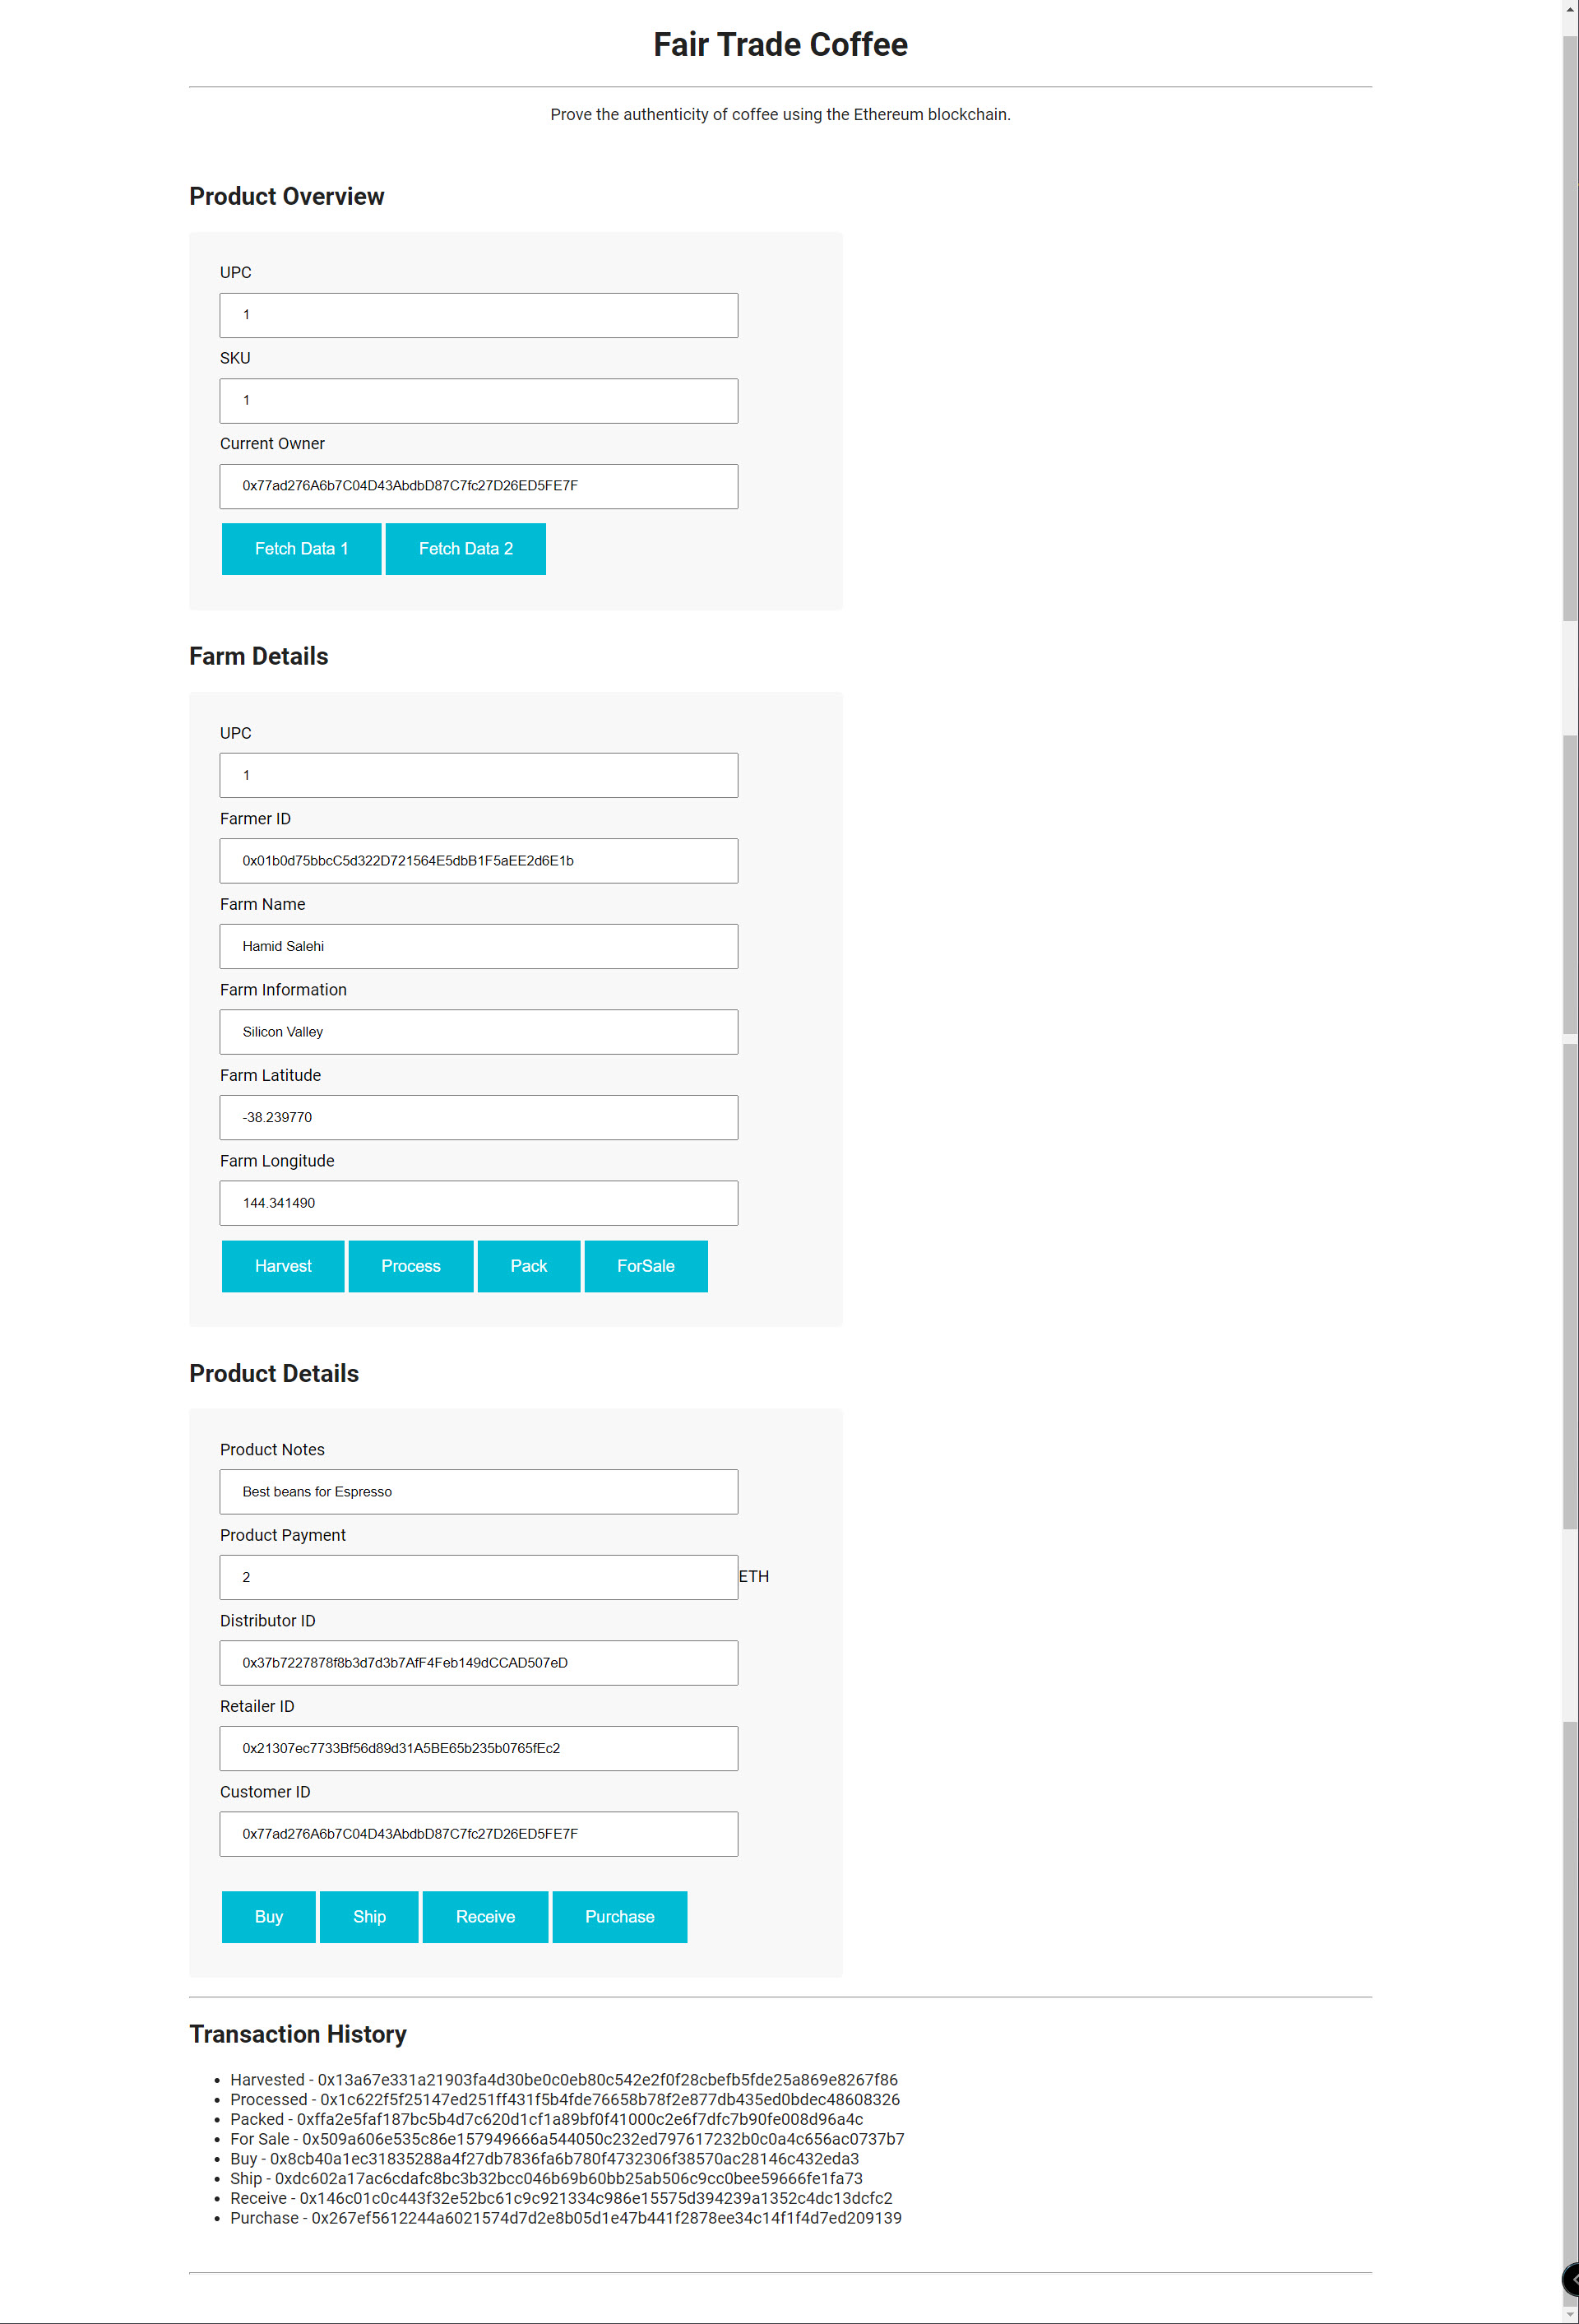 Fair Trade Coffee
Prove the authenticity of coffee using the Ethereum blockchain.
Product Overview
UPC
1
SKU
1
Current Owner
0x77ad276A6b7C04D43AbdbD87C7fc27D26ED5FE7F
Fetch Data 1 Fetch Data 2
Farm Details
UPC
1
Farmer ID
0x01b0d75bbcC5d322D721564E5dbB1F5aEE2d6E1b
Farm Name
Hamid Salehi
Farm Information
Silicon Valley
Farm Latitude
-38.239770
Farm Longitude
144.341490
Harvest Process Pack ForSale
Product Details
Product Notes
Best beans for Espresso
Product Payment
2 ETH
Distributor ID
0x37b7227878f8b3d7d3b7AfF4Feb149dCCAD507eD
Retailer ID
0x21307ec7733Bf56d89d31A5BE65b235b0765fEc2
Customer ID
0x77ad276A6b7C04D43AbdbD87C7fc27D26ED5FE7F
Buy Ship Receive Purchase
Transaction History
• Harvested - 0x13a67e331a21903fa4d30be0c0eb80c542e2f0f28cbefb5fde25a869e8267f86
• Processed - 0x1c622f5f25147ed251ff431f5b4fde76658b78f2e877db435ed0bdec48608326
• Packed - 0xffa2e5faf187bc5b4d7c620d1cf1a89bf0f41000c2e6f7dfc7b90fe008d96a4c
• For Sale - 0x509a606e535c86e157949666a544050c232ed797617232b0c0a4c656ac0737b7
• Buy - 0x8cb40a1ec31835288a4f27db7836fa6b780f4732306f38570ac28146c432eda3
• Ship - 0xdc602a17ac6cdafc8bc3b32bcc046b69b60bb25ab506c9cc0bee59666fe1fa73
• Receive - 0x146c01c0c443f32e52bc61c9c921334c986e15575d394239a1352c4dc13dcfc2
• Purchase - 0x267ef5612244a6021574d7d2e8b05d1e47b441f2878ee34c14f1f4d7ed209139